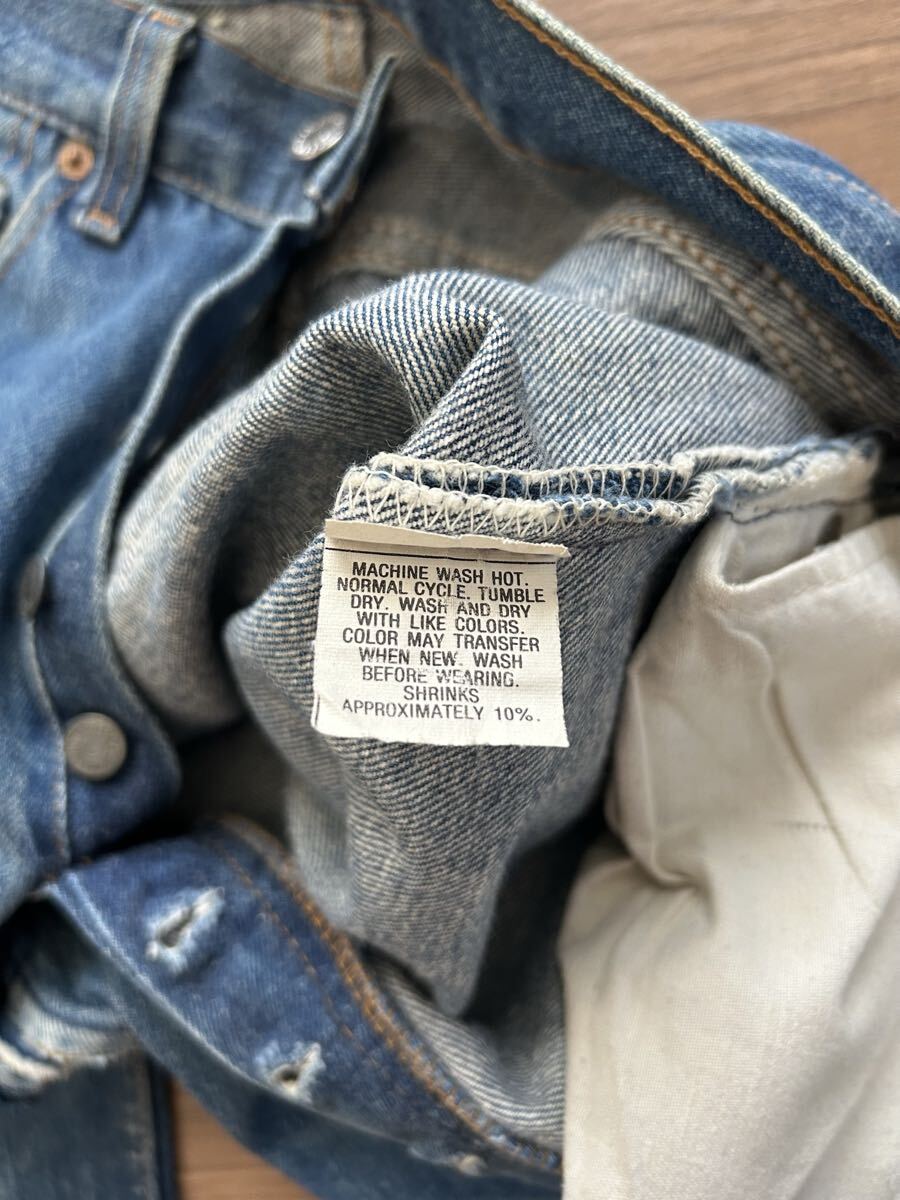 MACHINE WASH HOT.
NORMAL CYCLE. TUMBLE
DRY. WASH AND DRY
WITH LIKE COLORS.
COLOR MAY TRANSFER
WHEN NEW. WASH
BEFORE WEARING.
SHRINKS
APPROXIMATELY 10%.